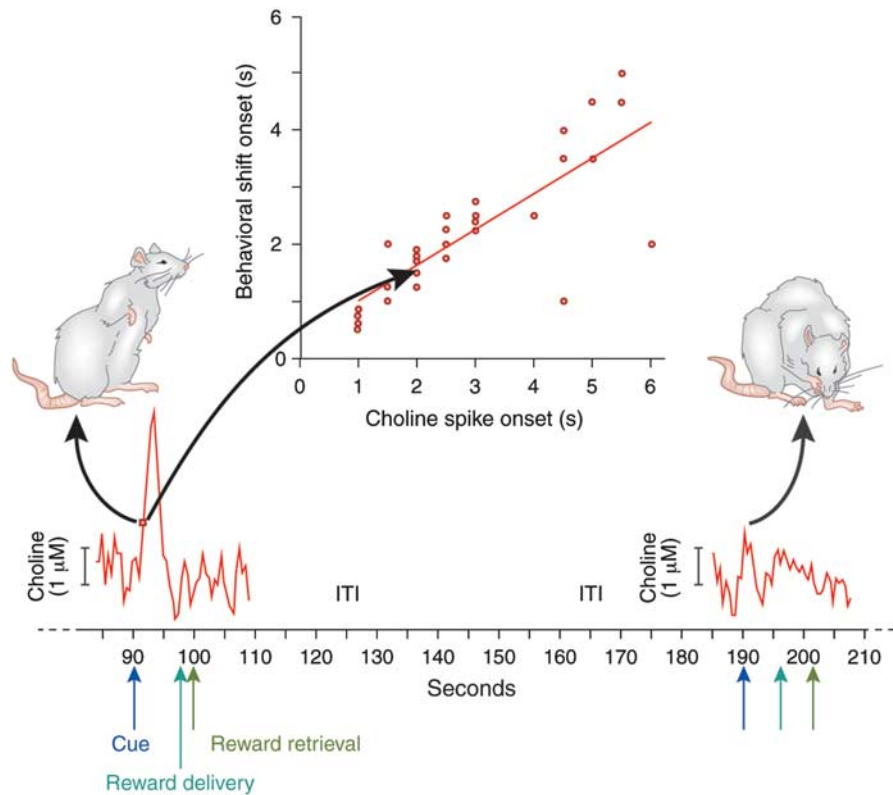 6
4
2
0
Behavioral shift onset (s)
0 1 2 3 4 5 6
Choline spike onset (s)
Choline
(1 μM)
ITI
ITI
Choline
(1 μM)
90 100 110 120 130 140 150 160 170 180 190 200 210
Seconds
Cue
Reward retrieval
Reward delivery